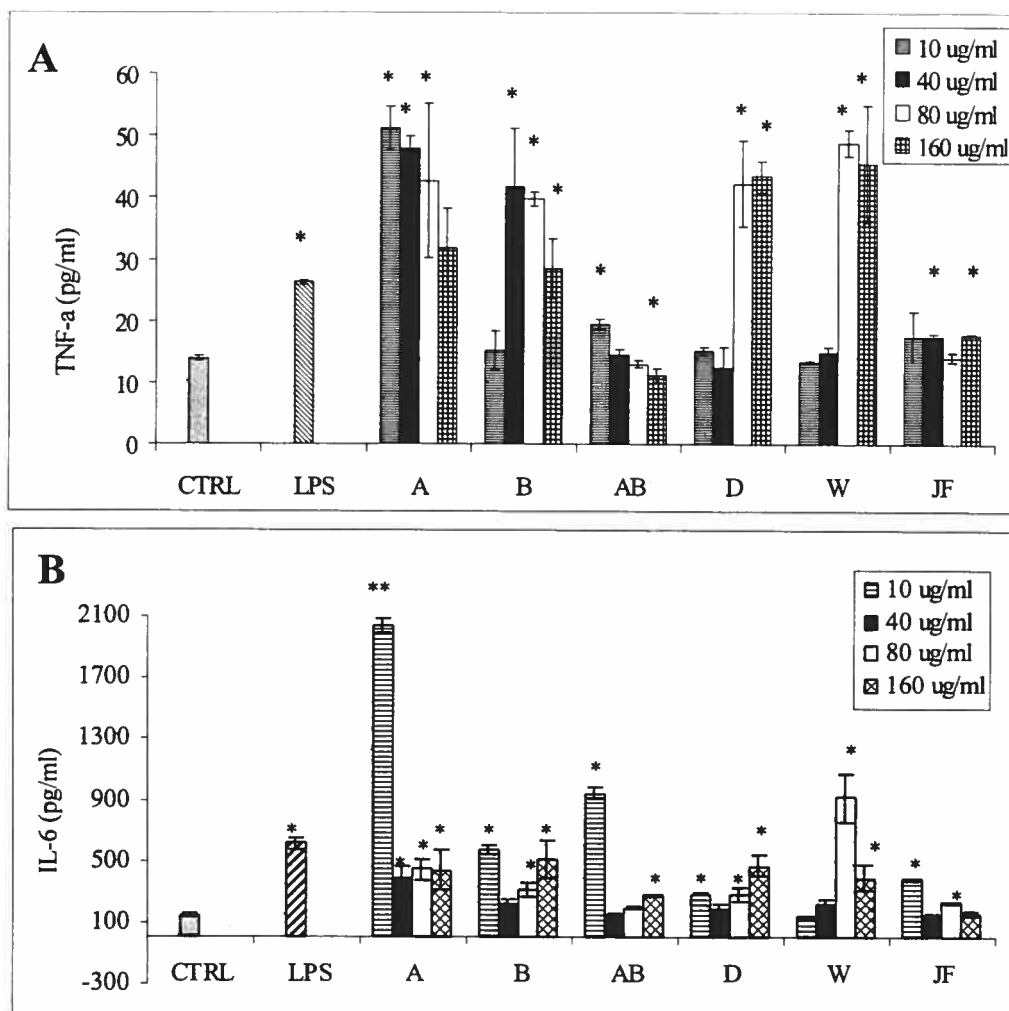 A
TNF-a (pg/ml)
60
50
40
30
20
10
0
* * * * * * * * * * * * * * *
10 ug/ml
40 ug/ml
80 ug/ml
160 ug/ml
CTRL LPS A B AB D W JF
B
IL-6 (pg/ml)
2100
1700
1300
900
500
100
-300
** * * * * * * * * * * * * * * * *
10 ug/ml
40 ug/ml
80 ug/ml
160 ug/ml
CTRL LPS A B AB D W JF